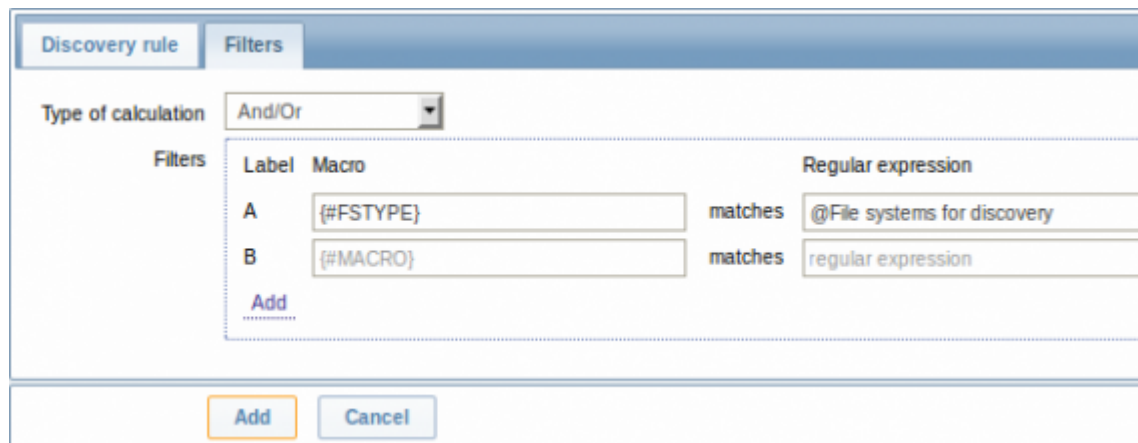 Discovery rule Filters
Type of calculation And/Or
Filters Label Macro Regular expression
A {#FSTYPE} matches @File systems for discovery
B {#MACRO} matches regular expression
Add
Add Cancel